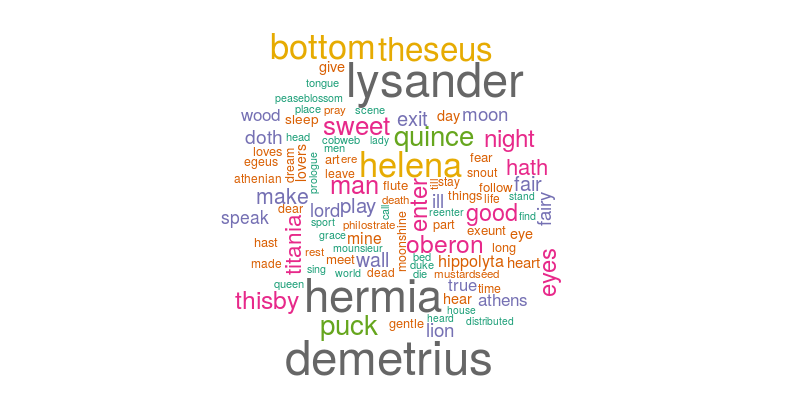 bottom theseus
give lysander
tongue
peaseblossom
place pray scene
wood sleep sweet exit day moon
doth head cobweb lady quince night
men
loves lovers art ere helena fear
egeus dream leave snout hath
athenian prologue man flute till stay follow fair
make death things life stand
dear lord play call ill reenter good find fairy
speak sport philostrate enter part
grace mine moonshine exeunt eye
hast titania mounsieur oberon long
made rest meet wall bed hippolyta heart eyes
sing duke
world dead die mustardseed
queen true time
thisby hermia hear athens
house
puck gentle heard distributed
lion
demetrius